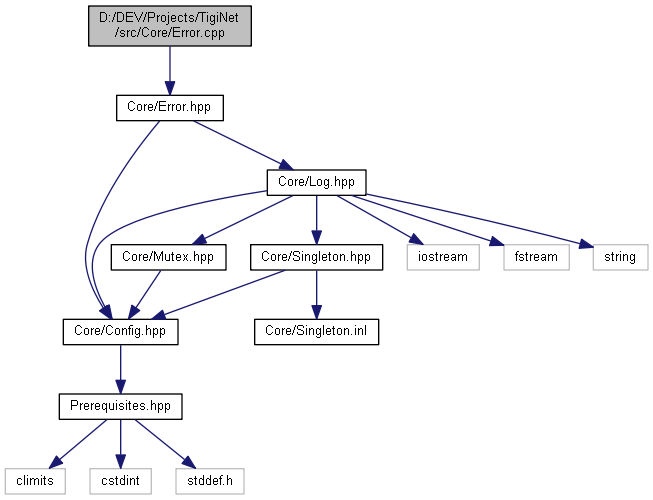 D:/DEV/Projects/TigiNet
/src/Core/Error.cpp
Core/Error.hpp
Core/Log.hpp
Core/Mutex.hpp
Core/Singleton.hpp
iostream
fstream
string
Core/Config.hpp
Core/Singleton.inl
Prerequisites.hpp
climits
cstdint
stddef.h